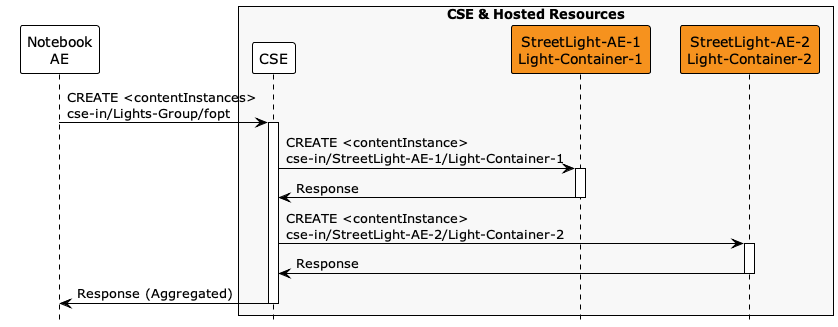 CSE & Hosted Resources
Notebook
AE
CSE
StreetLight-AE-1
Light-Container-1
StreetLight-AE-2
Light-Container-2
CREATE <contentInstances>
cse-in/Lights-Group/fopt
CREATE <contentInstance>
cse-in/StreetLight-AE-1/Light-Container-1
Response
CREATE <contentInstance>
cse-in/StreetLight-AE-2/Light-Container-2
Response
Response (Aggregated)